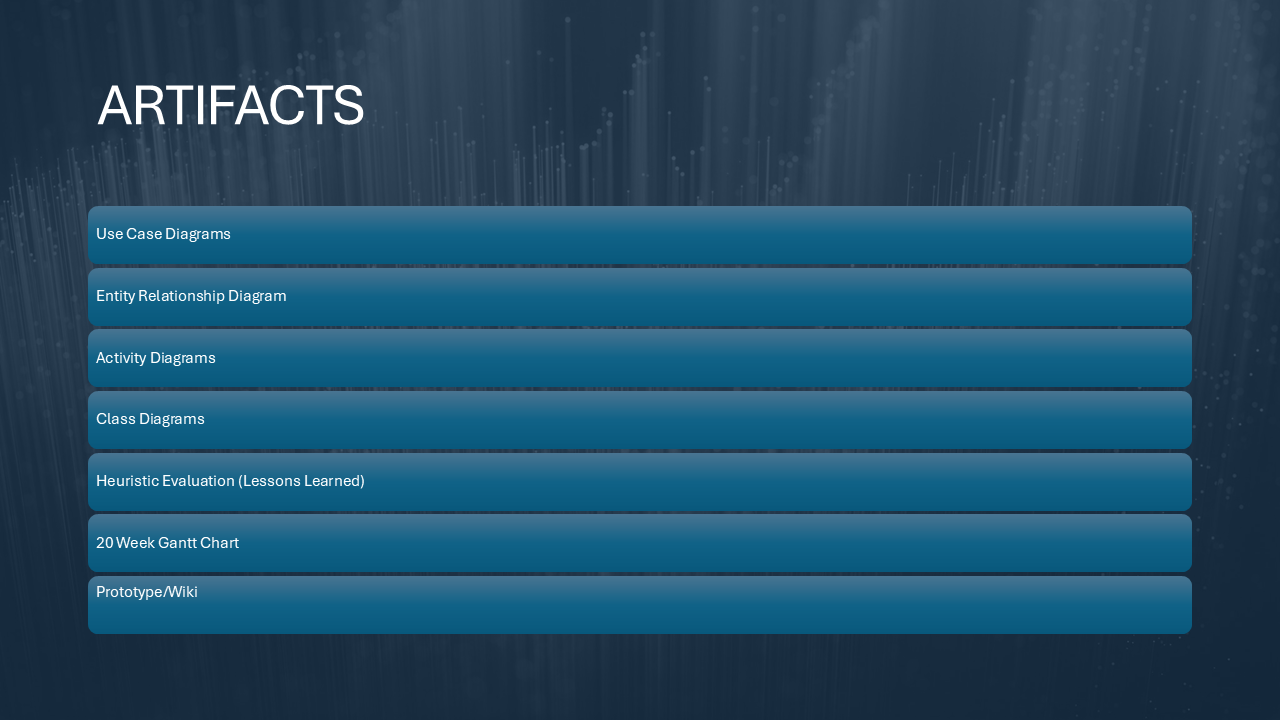 ARTIFACTS
Use Case Diagrams
Entity Relationship Diagram
Activity Diagrams
Class Diagrams
Heuristic Evaluation (Lessons Learned)
20 Week Gantt Chart
Prototype/Wiki